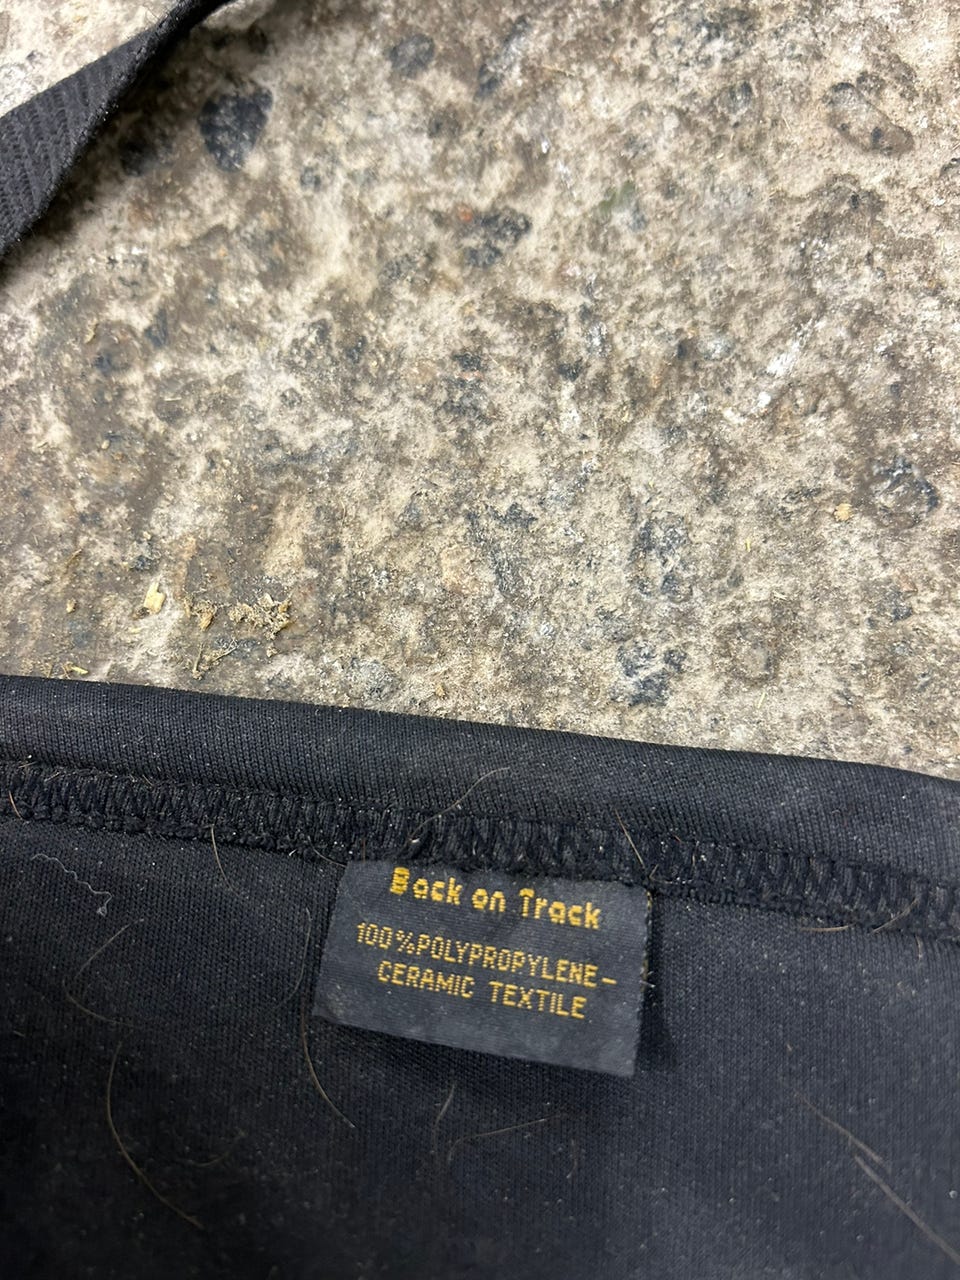 Back on Track
100%POLYPROPYLENE-
CERAMIC TEXTILE